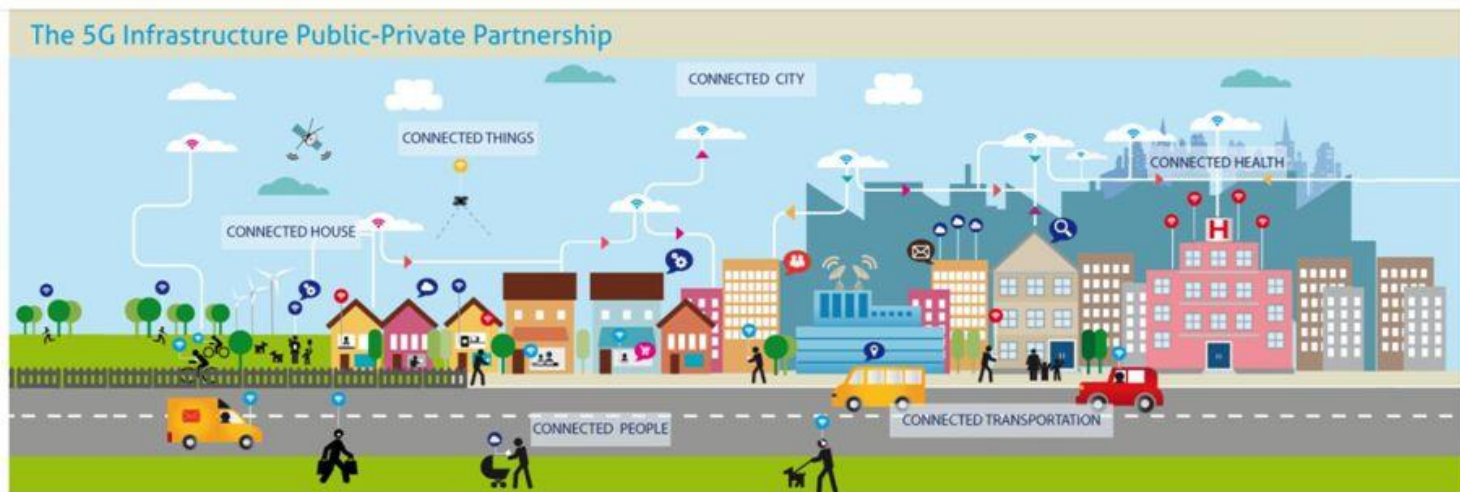 The 5G Infrastructure Public-Private Partnership
CONNECTED CITY
CONNECTED THINGS
CONNECTED HEALTH
CONNECTED HOUSE
H
CONNECTED TRANSPORTATION
CONNECTED PEOPLE